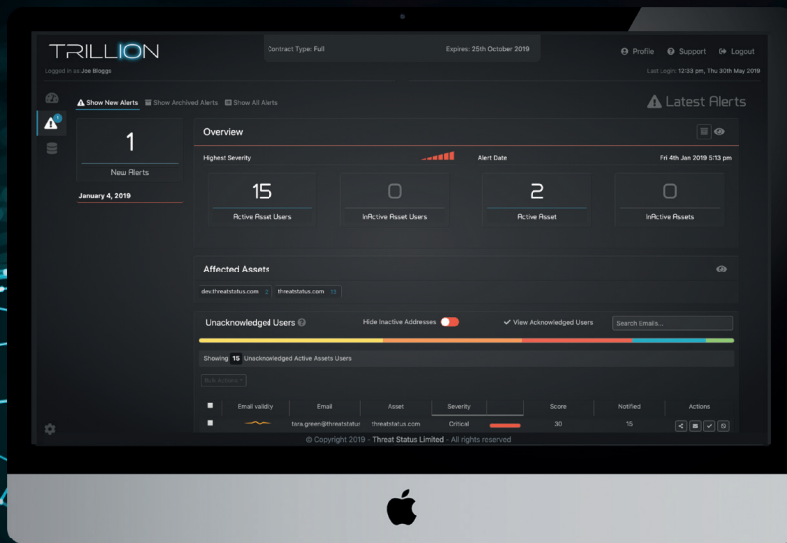 TRILLION
Contract Type: Full
Expires: 25th October 2019
Profile
Support
Logout
Logged in as Joe Bloggs
Last Login: 12:33 pm, Thu 30th May 2019
Show New Alerts
Show Archived Alerts
Show All Alerts
Latest Alerts
1
New Alerts
January 4, 2019
Overview
Highest Severity
Alert Date
Fri 4th Jan 2019 5:13 pm
15
Active Asset Users
0
InActive Asset Users
2
Active Asset
0
InActive Assets
Affected Assets
dev.threatstatus.com
threatstatus.com
Unacknowledged Users
Hide Inactive Addresses
View Acknowledged Users
Search Emails...
Showing 15 Unacknowledged Active Assets Users
Bulk Actions
Email validity Email Asset Severity Score Notified Actions
tara.green@threatstatus threatstatus.com Critical 30 15
© Copyright 2019 - Threat Status Limited - All rights reserved